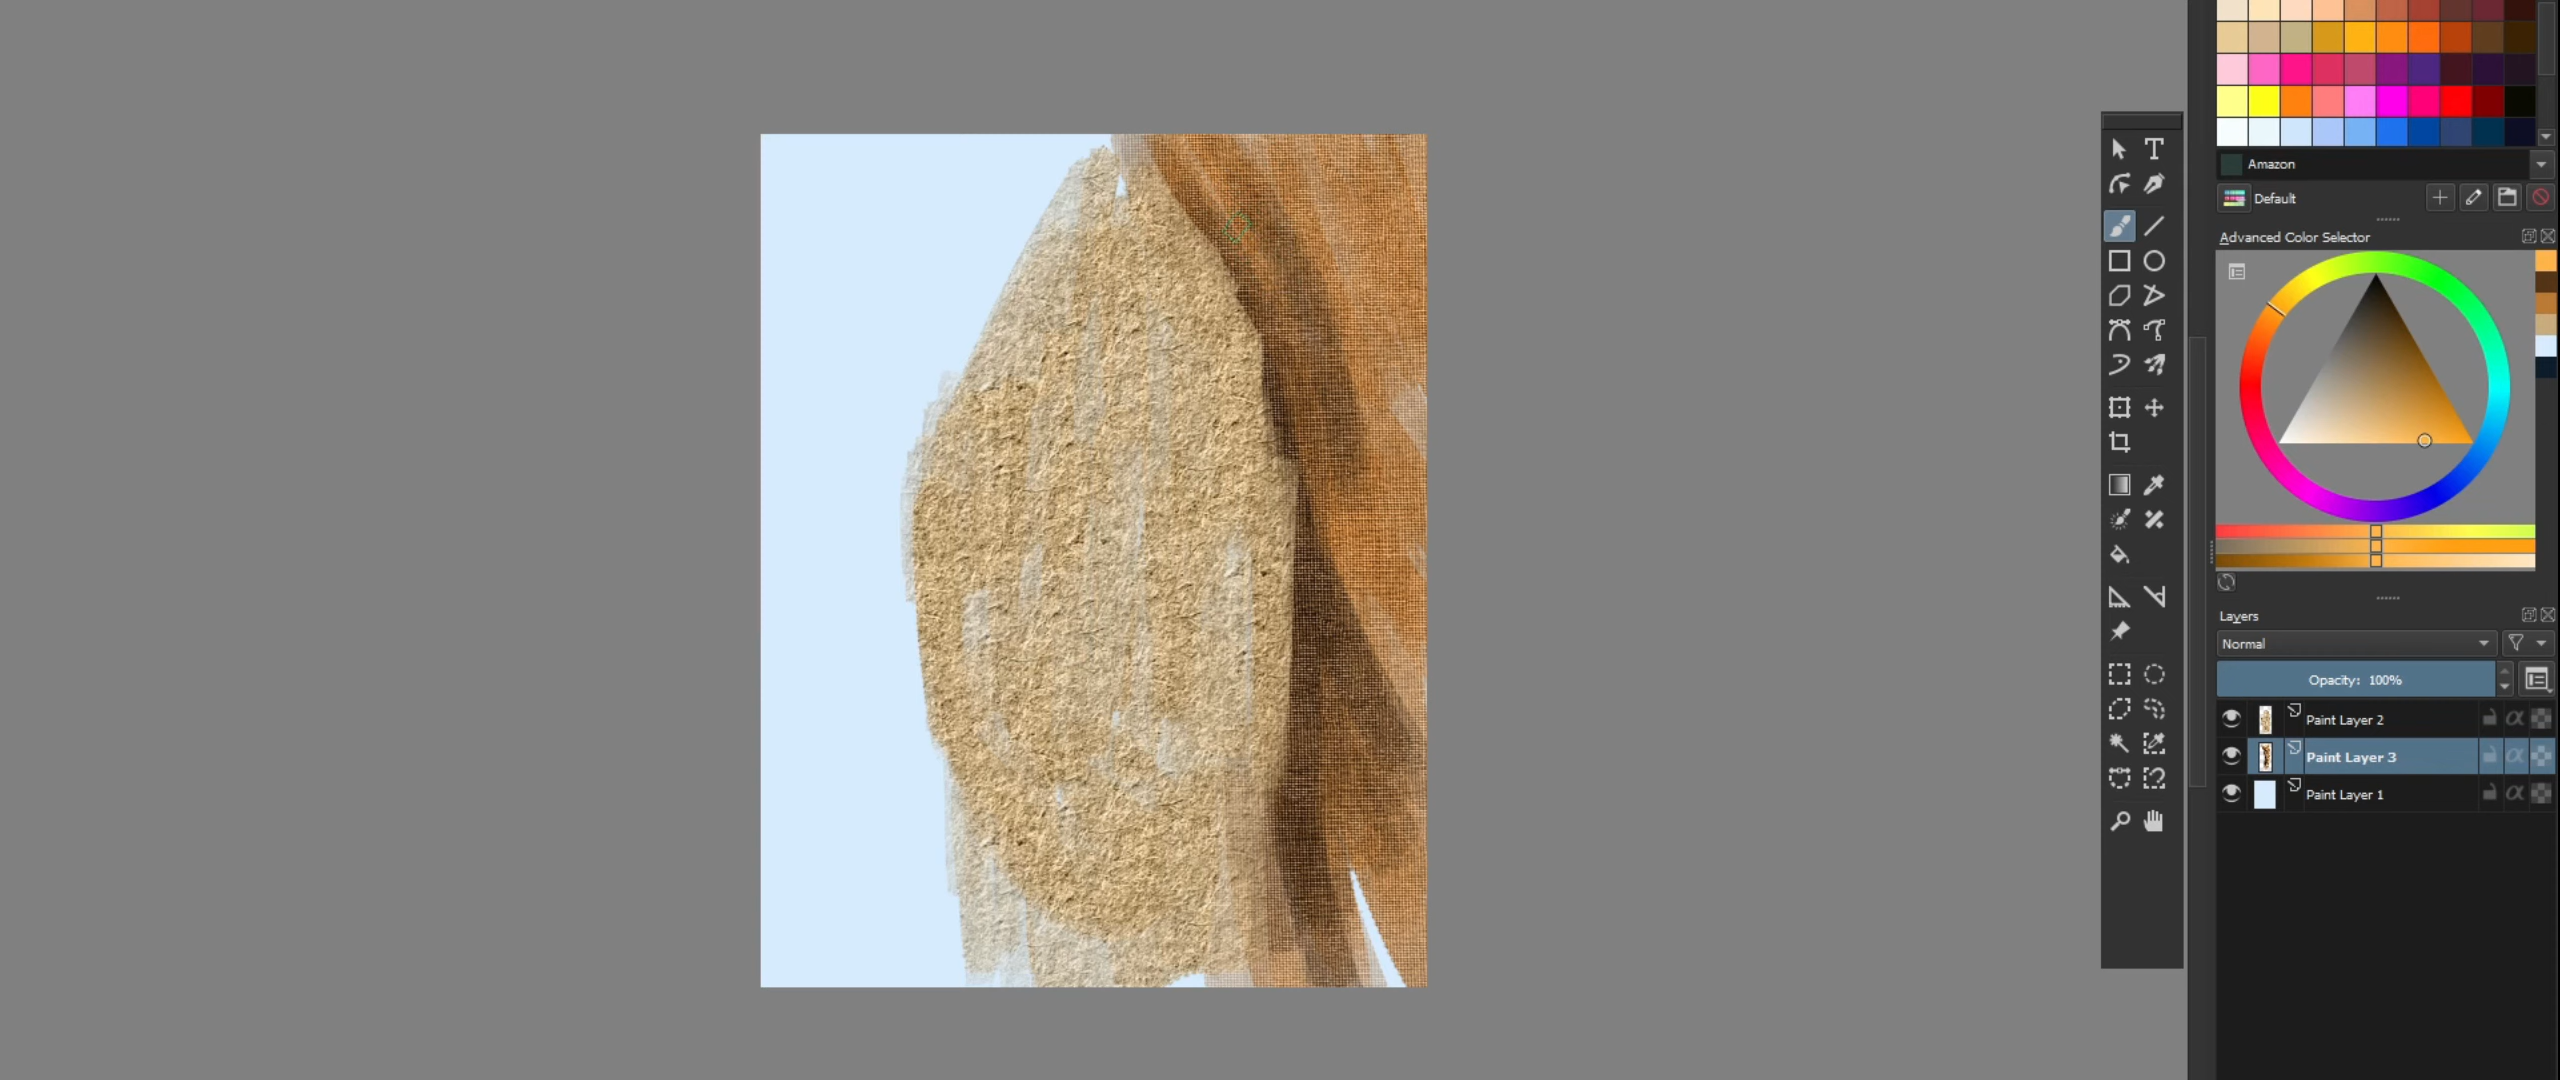 Amazon
Default
Advanced Color Selector
Layers
Normal
Opacity: 100%
Paint Layer 2
Paint Layer 3
Paint Layer 1